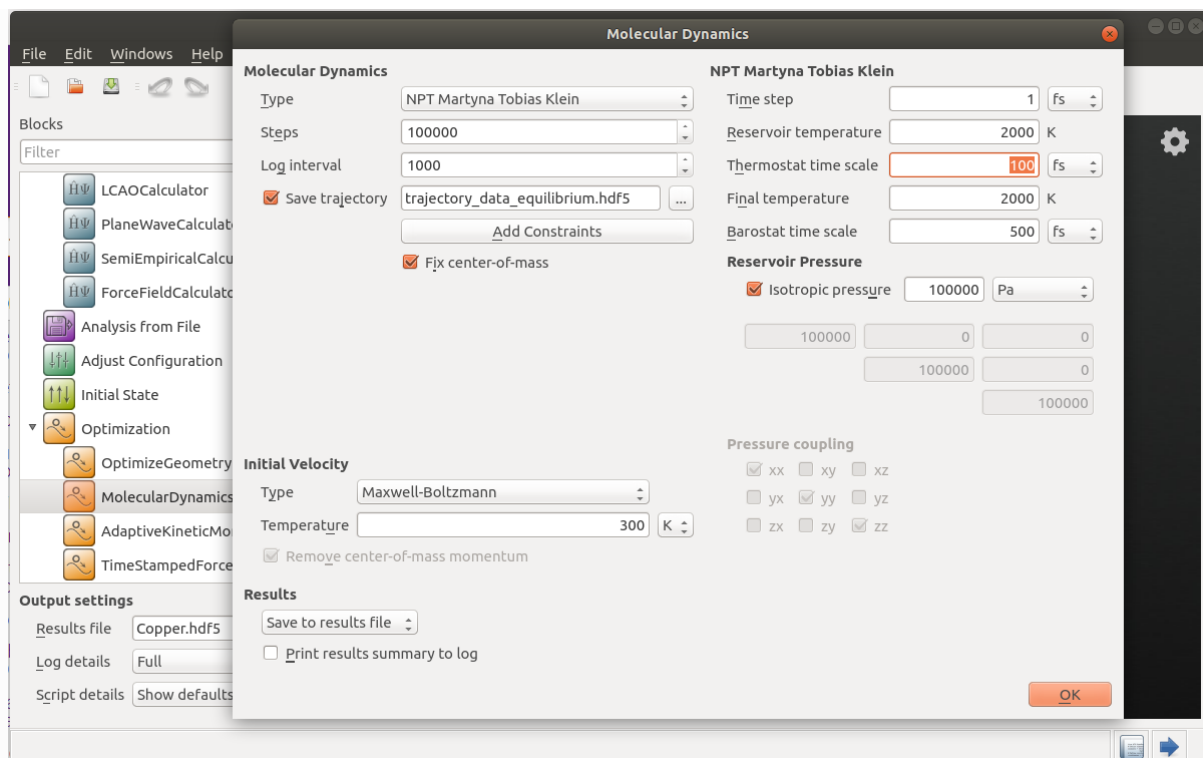 Molecular Dynamics
File Edit Windows Help
Blocks
Filter
LCAOCalculator
PlaneWaveCalculat
SemiEmpiricalCalcu
ForceFieldCalculato
Analysis from File
Adjust Configuration
Initial State
Optimization
OptimizeGeometry
MolecularDynamics
AdaptiveKineticMo
TimeStampedForce
Output settings
Results file Copper.hdf5
Log details Full
Script details Show defaults
Molecular Dynamics
Type NPT Martyna Tobias Klein
Steps 100000
Log interval 1000
Save trajectory trajectory_data_equilibrium.hdf5 ...
Add Constraints
Fix center-of-mass
Initial Velocity
Type Maxwell-Boltzmann
Temperature 300 K
Remove center-of-mass momentum
Results
Save to results file
Print results summary to log
NPT Martyna Tobias Klein
Time step 1 fs
Reservoir temperature 2000 K
Thermostat time scale 100 fs
Final temperature 2000 K
Barostat time scale 500 fs
Reservoir Pressure
Isotropic pressure 100000 Pa
100000 0 0
100000 0
100000
Pressure coupling
xx xy xz
yx yy yz
zx zy zz
OK